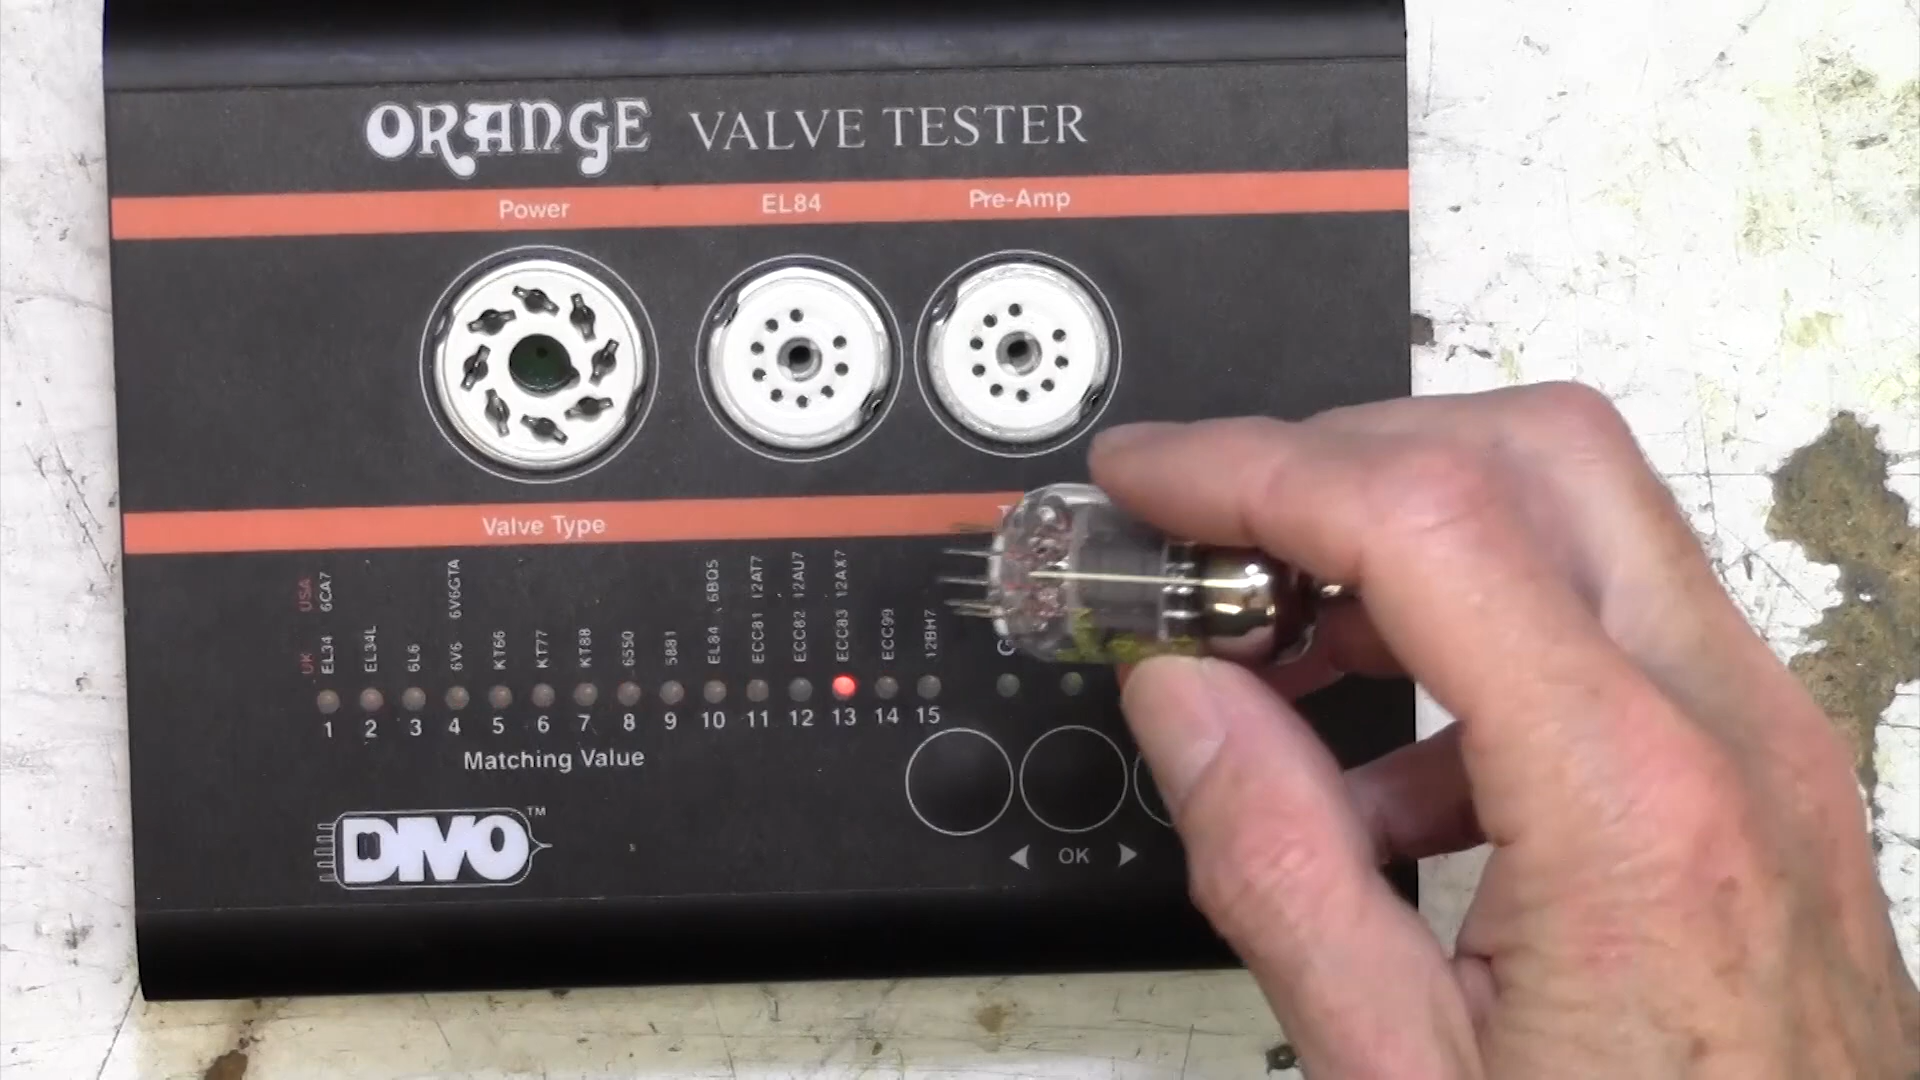 ORANGE VALVE TESTER
Power EL84 Pre-Amp
Valve Type
USA 6CA7 6V6GTA 6BQ5 12AT7 12AU7 12AX7
UK EL34 EL34L 6L6 6V6 KT66 KT77 KT88 6550 5881 EL84 ECC81 ECC82 ECC83 ECC99 12BH7
1 2 3 4 5 6 7 8 9 10 11 12 13 14 15
Matching Value
DIVO™
◀ OK ▶